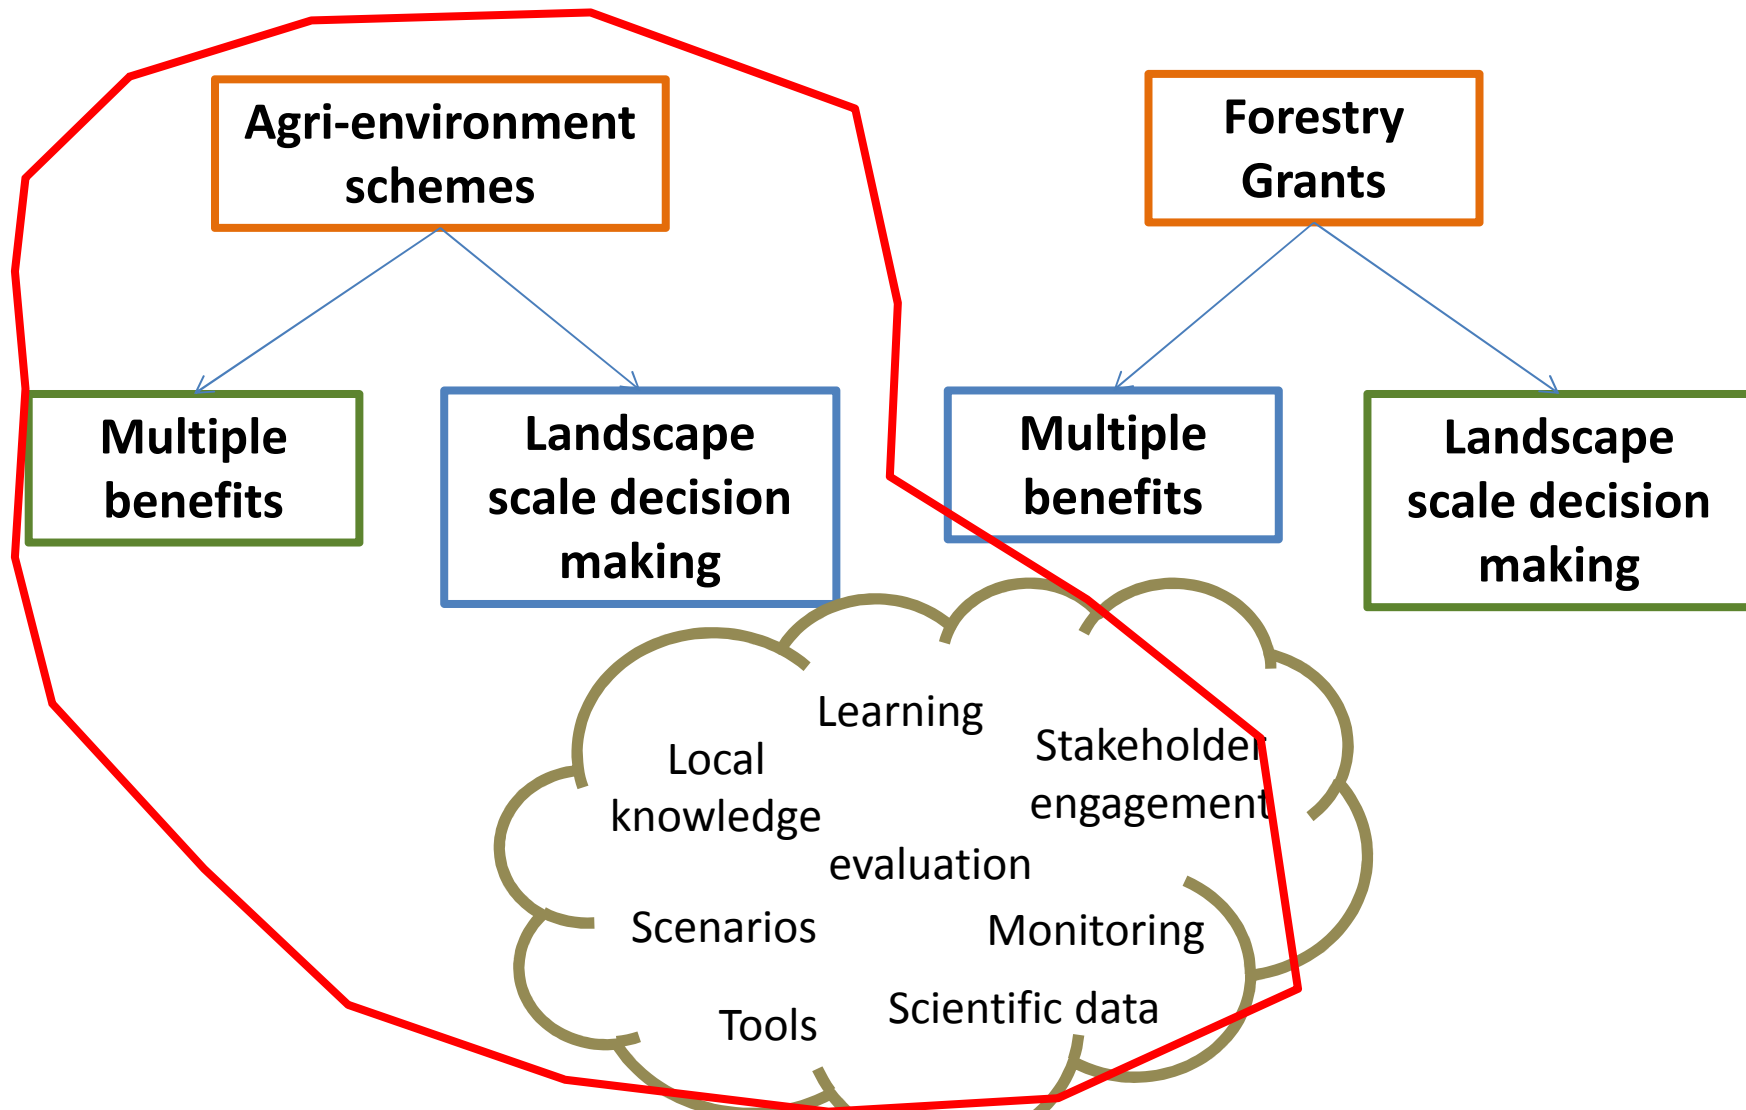 Agri-environment
schemes
Forestry
Grants
Multiple
benefits
Landscape
scale decision
making
Multiple
benefits
Landscape
scale decision
making
Learning
Local
knowledge
Stakeholder
engagement
evaluation
Scenarios
Monitoring
Tools
Scientific data